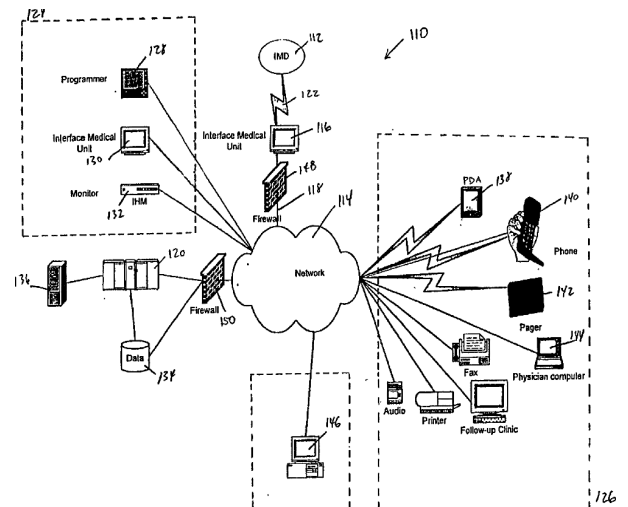 124
128
Programmer
Interface Medical
Unit
130
Monitor
132
IHM
112
IMD
110
122
Interface Medical
Unit
116
148
118
Firewall
114
Network
PDA
138
140
Phone
142
Pager
144
Physician computer
Fax
Follow-up Clinic
Printer
Audio
126
136
120
Firewall
150
Data
134
146